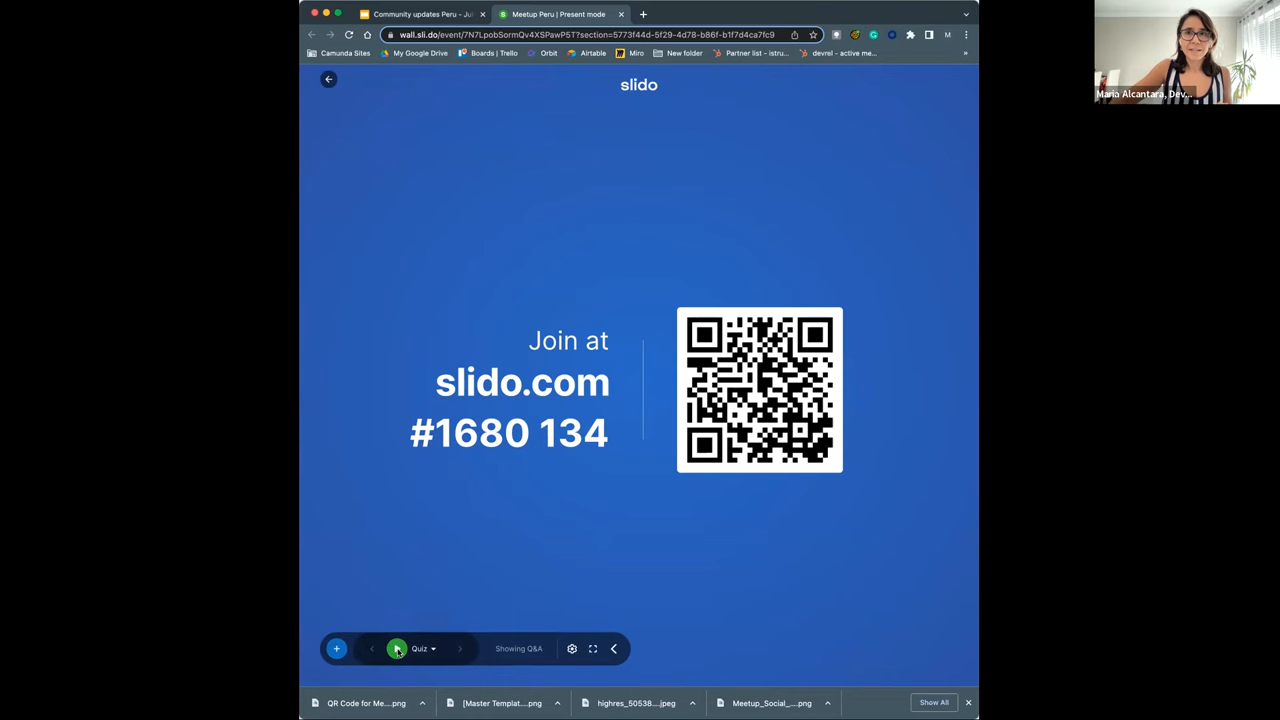 Community updates Peru - Jul
Meetup Peru | Present mode
wall.sli.do/event/7N7LpobSormQv4XSPawP5T?section=5773f44d-5f29-4d78-b86f-b1f7d4ca7fc9
M
Camunda Sites
My Google Drive
Boards | Trello
Orbit
Airtable
Miro
New folder
Partner list - istru...
devrel - active me...
»
slido
Join at
slido.com
#1680 134
Quiz
Showing Q&A
QR Code for Me....png
[Master Templat....png
highres_50538....jpeg
Meetup_Social_....png
Show All
Maria Alcantara, Dev...